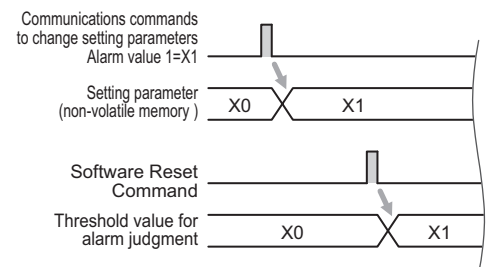 Communications commands
to change setting parameters
Alarm value 1=X1
Setting parameter
(non-volatile memory )
X0
X1
Software Reset
Command
Threshold value for
alarm judgment
X0
X1